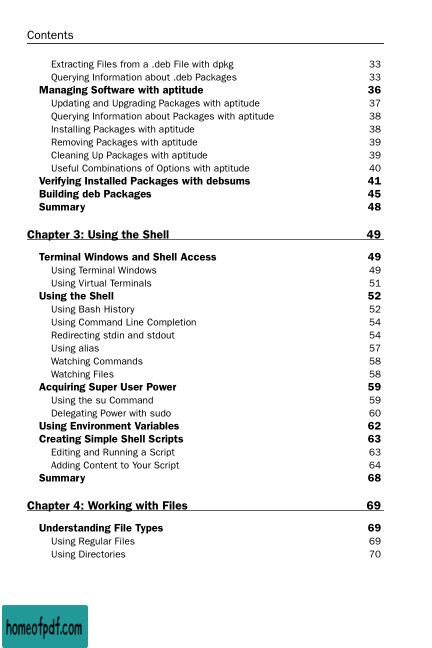 Contents
Extracting Files from a .deb File with dpkg 33
Querying Information about .deb Packages 33
Managing Software with aptitude 36
Updating and Upgrading Packages with aptitude 37
Querying Information about Packages with aptitude 38
Installing Packages with aptitude 38
Removing Packages with aptitude 39
Cleaning Up Packages with aptitude 39
Useful Combinations of Options with aptitude 40
Verifying Installed Packages with debsums 41
Building deb Packages 45
Summary 48
Chapter 3: Using the Shell 49
Terminal Windows and Shell Access 49
Using Terminal Windows 49
Using Virtual Terminals 51
Using the Shell 52
Using Bash History 52
Using Command Line Completion 54
Redirecting stdin and stdout 54
Using alias 57
Watching Commands 58
Watching Files 58
Acquiring Super User Power 59
Using the su Command 59
Delegating Power with sudo 60
Using Environment Variables 62
Creating Simple Shell Scripts 63
Editing and Running a Script 63
Adding Content to Your Script 64
Summary 68
Chapter 4: Working with Files 69
Understanding File Types 69
Using Regular Files 69
Using Directories 70
homeofpdf.com